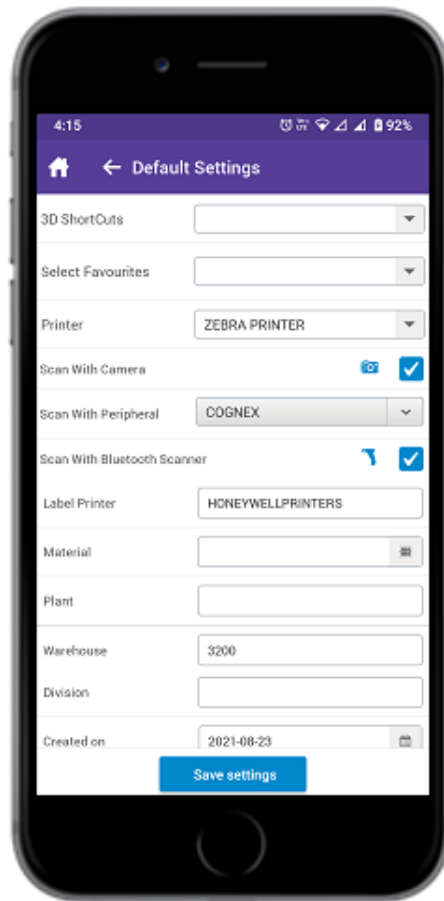 4:15 92%
Default Settings
3D ShortCuts
Select Favourites
Printer ZEBRA PRINTER
Scan With Camera
Scan With Peripheral COGNEX
Scan With Bluetooth Scanner
Label Printer HONEYWELLPRINTERS
Material
Plant
Warehouse 3200
Division
Created on 2021-08-23
Save settings